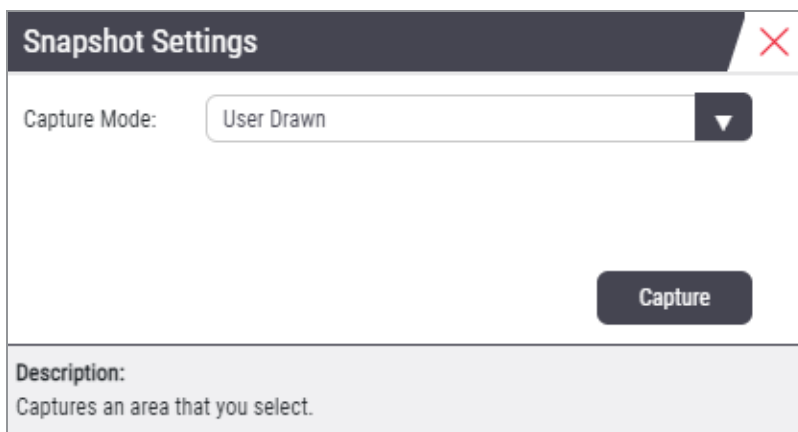 Snapshot Settings
Capture Mode: User Drawn
Capture
Description:
Captures an area that you select.